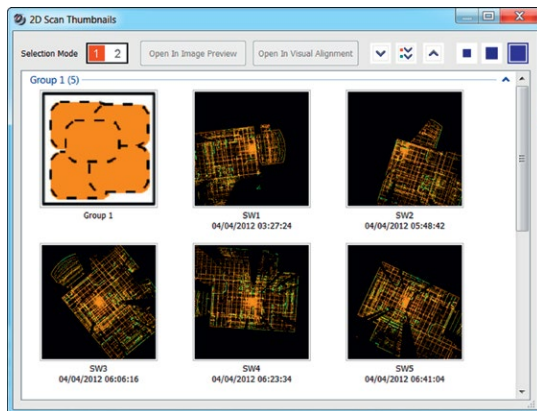 2D Scan Thumbnails
Selection Mode 1 2 Open In Image Preview Open In Visual Alignment
Group 1 (5)
Group 1
SW1
04/04/2012 03:27:24
SW2
04/04/2012 05:48:42
SW3
04/04/2012 06:06:16
SW4
04/04/2012 06:23:34
SW5
04/04/2012 06:41:04